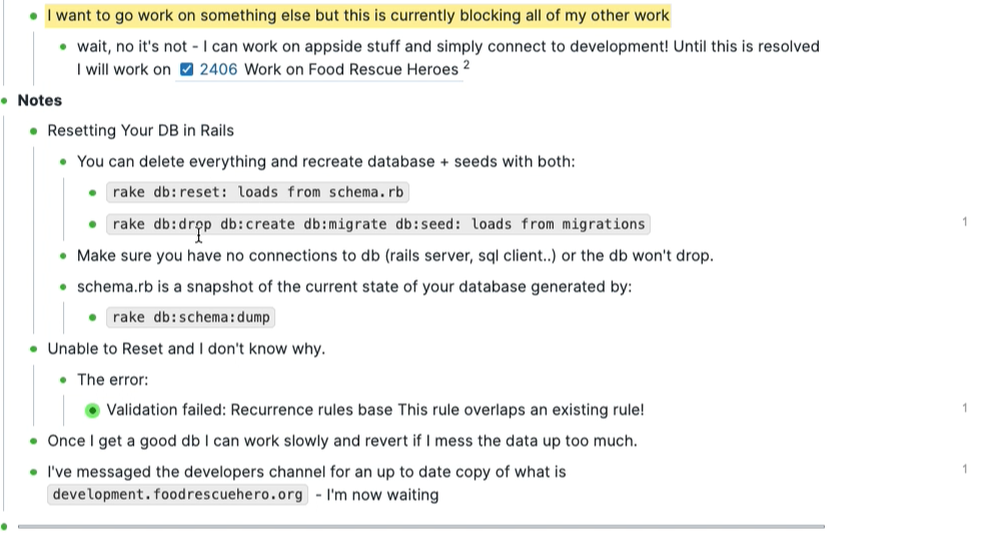 I want to go work on something else but this is currently blocking all of my other work
wait, no it's not - I can work on appside stuff and simply connect to development! Until this is resolved
I will work on 2406 Work on Food Rescue Heroes 2
Notes
Resetting Your DB in Rails
You can delete everything and recreate database + seeds with both:
rake db:reset: loads from schema.rb
rake db:drop db:create db:migrate db:seed: loads from migrations
1
Make sure you have no connections to db (rails server, sql client..) or the db won't drop.
schema.rb is a snapshot of the current state of your database generated by:
rake db:schema:dump
Unable to Reset and I don't know why.
The error:
Validation failed: Recurrence rules base This rule overlaps an existing rule!
1
Once I get a good db I can work slowly and revert if I mess the data up too much.
I've messaged the developers channel for an up to date copy of what is
1
development.foodrescuehero.org - I'm now waiting